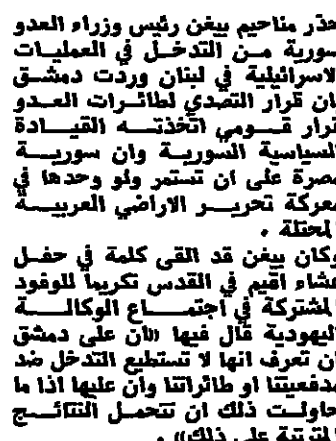 حذر مناحيم بيغن رئيس وزراء العدو
سورية من التدخل في العمليات
الاسرائيلية في لبنان وردت دمشق
بان قرار التصدي لطائرات العدو
قرار قومي اتخذته القيادة
السياسية السورية وان سورية
مصرة على ان تستمر ولو وحدها في
معركة تحرير الاراضي العربية
المحتلة .
وكان بيغن قد القى كلمة في حفل
عشاء اقيم في القدس تكريما للوفود
المشتركة في اجتماع الوكالة
اليهودية قال فيها «ان على دمشق
ان تعرف انها لا تستطيع التدخل ضد
مدفعيتنا او طائراتنا وان عليها اذا ما
حاولت ذلك ان تتحمل النتائج
المترتبة على ذلك» .